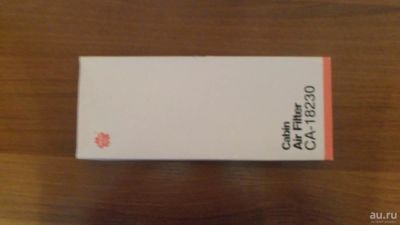 Cabin
Air Filter
CA-18230
au.ru